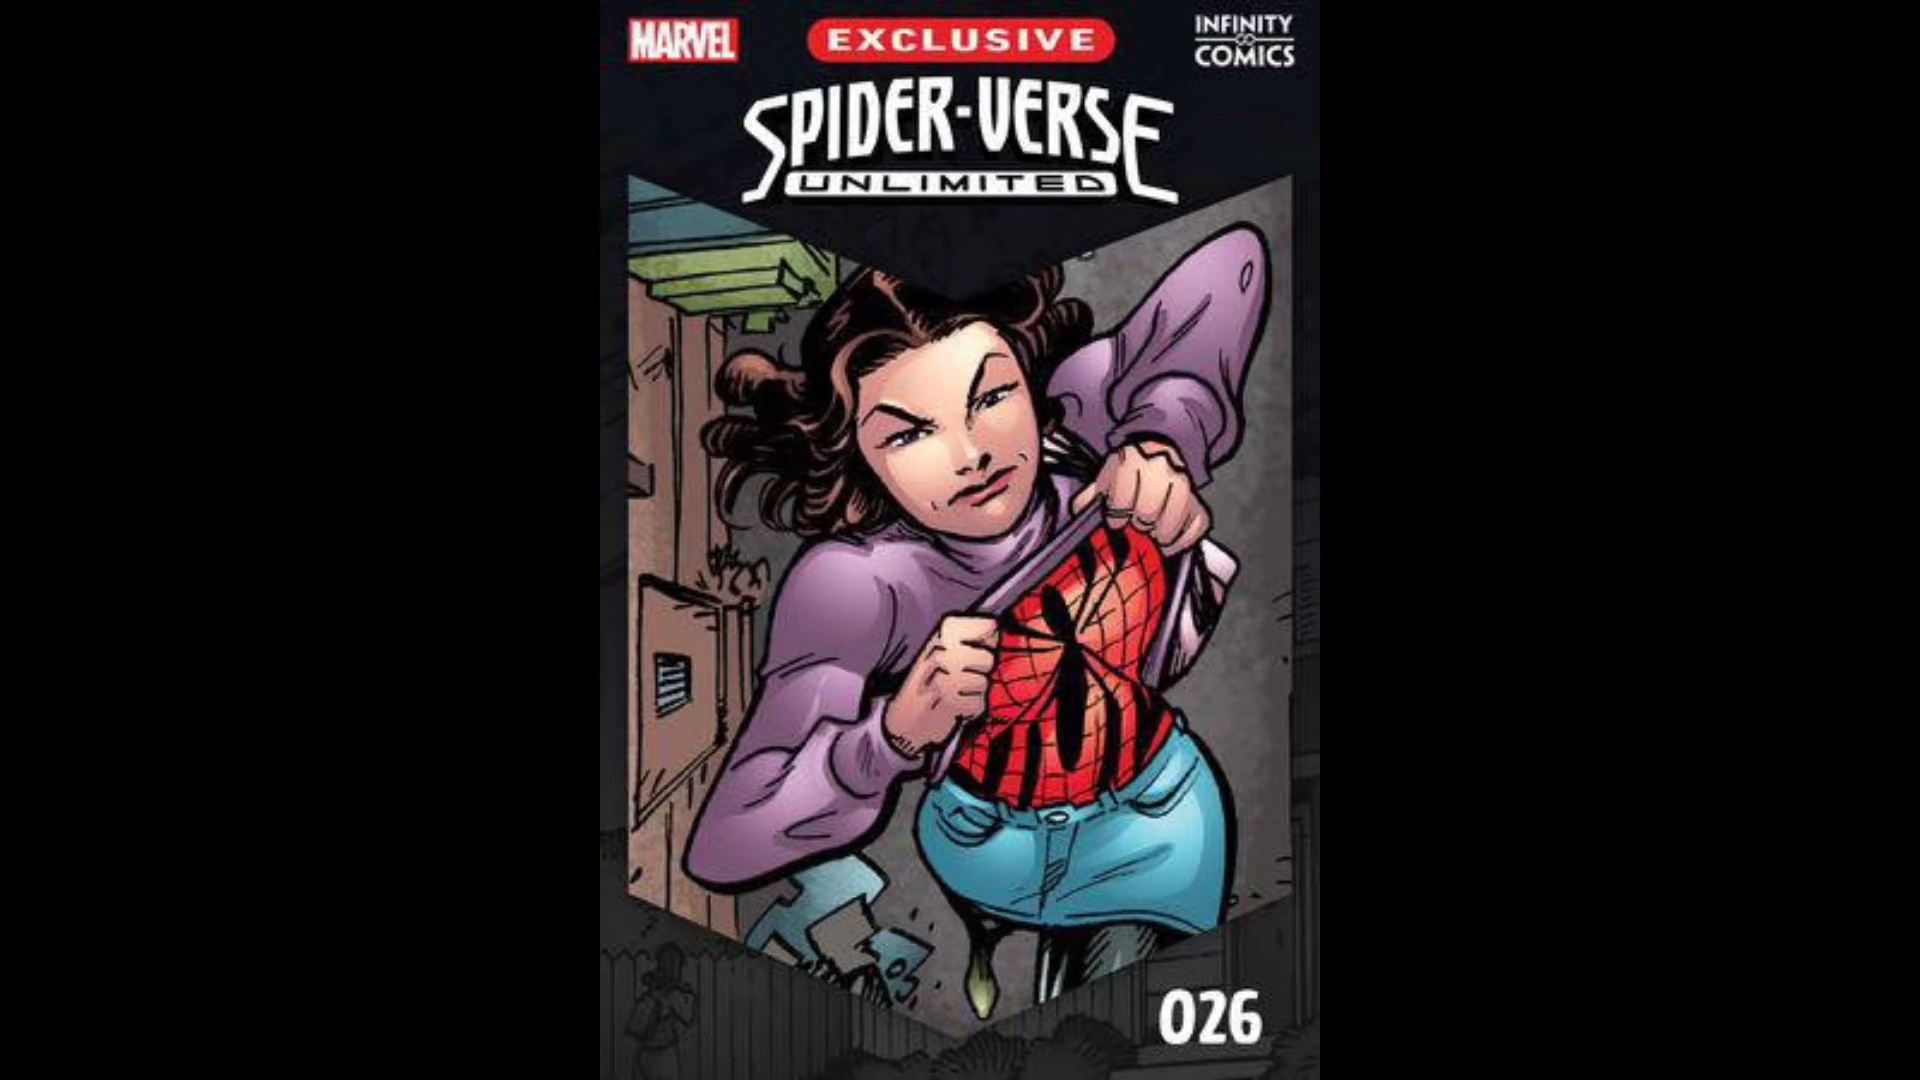 MARVEL
EXCLUSIVE
INFINITY
COMICS
SPIDER-VERSE
UNLIMITED
026